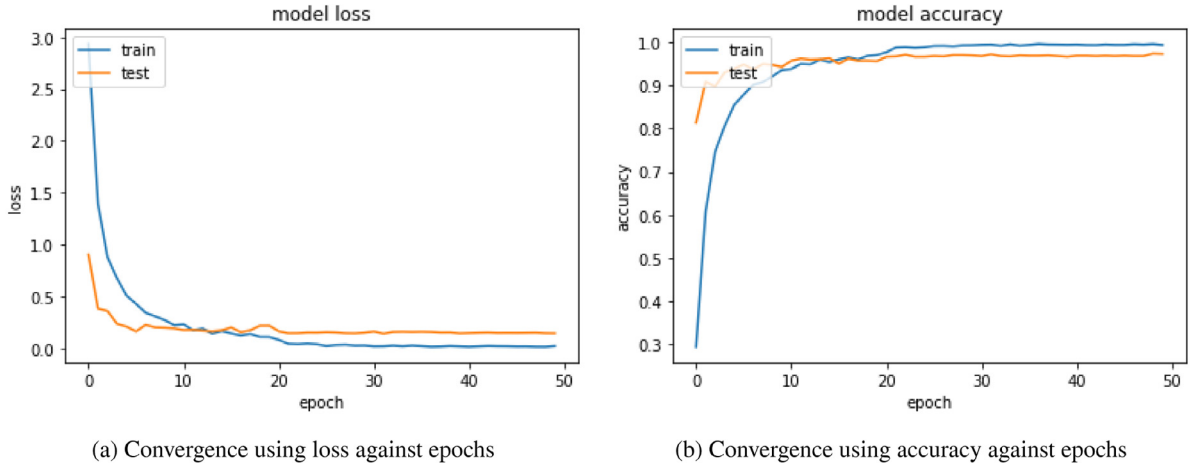 model loss
3.0
2.5
2.0
1.5
1.0
0.5
0.0
loss
train
test
0 10 20 30 40 50
epoch
(a) Convergence using loss against epochs
model accuracy
1.0
0.9
0.8
0.7
0.6
0.5
0.4
0.3
accuracy
train
test
0 10 20 30 40 50
epoch
(b) Convergence using accuracy against epochs